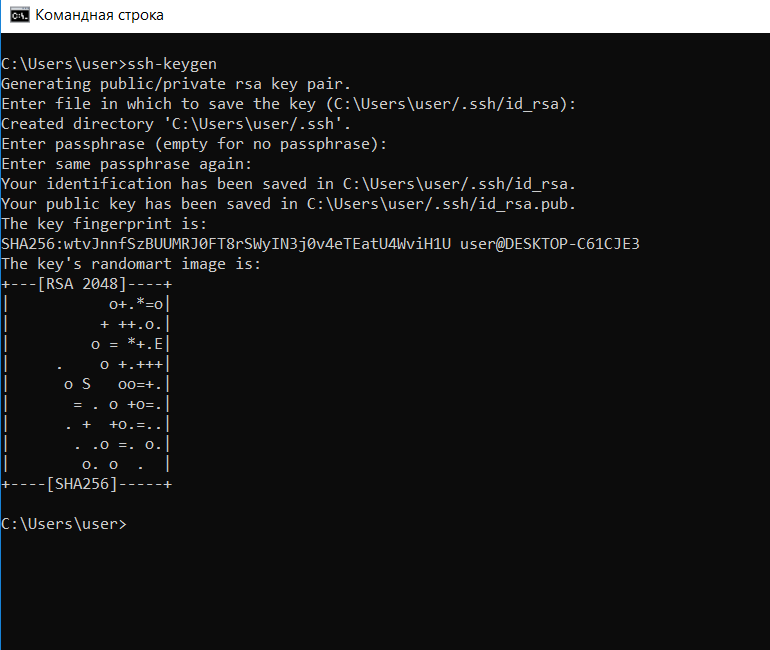 Командная строка
C:\Users\user>ssh-keygen
Generating public/private rsa key pair.
Enter file in which to save the key (C:\Users\user/.ssh/id_rsa):
Created directory 'C:\Users\user/.ssh'.
Enter passphrase (empty for no passphrase):
Enter same passphrase again:
Your identification has been saved in C:\Users\user/.ssh/id_rsa.
Your public key has been saved in C:\Users\user/.ssh/id_rsa.pub.
The key fingerprint is:
SHA256:wtvJnnfSzBUUMRJ0FT8rSWyIN3j0v4eTEatU4WviH1U user@DESKTOP-C61CJE3
The key's randomart image is:
+---[RSA 2048]----+
|           o+.*=o|
|          + ++.o.|
|         o = *+.E|
|     .    o +.+++|
|      o S   oo=+.|
|       = . o +o=.|
|      . +  +o.=..|
|       . .o =. o.|
|        o. o  .  |
+----[SHA256]-----+
C:\Users\user>